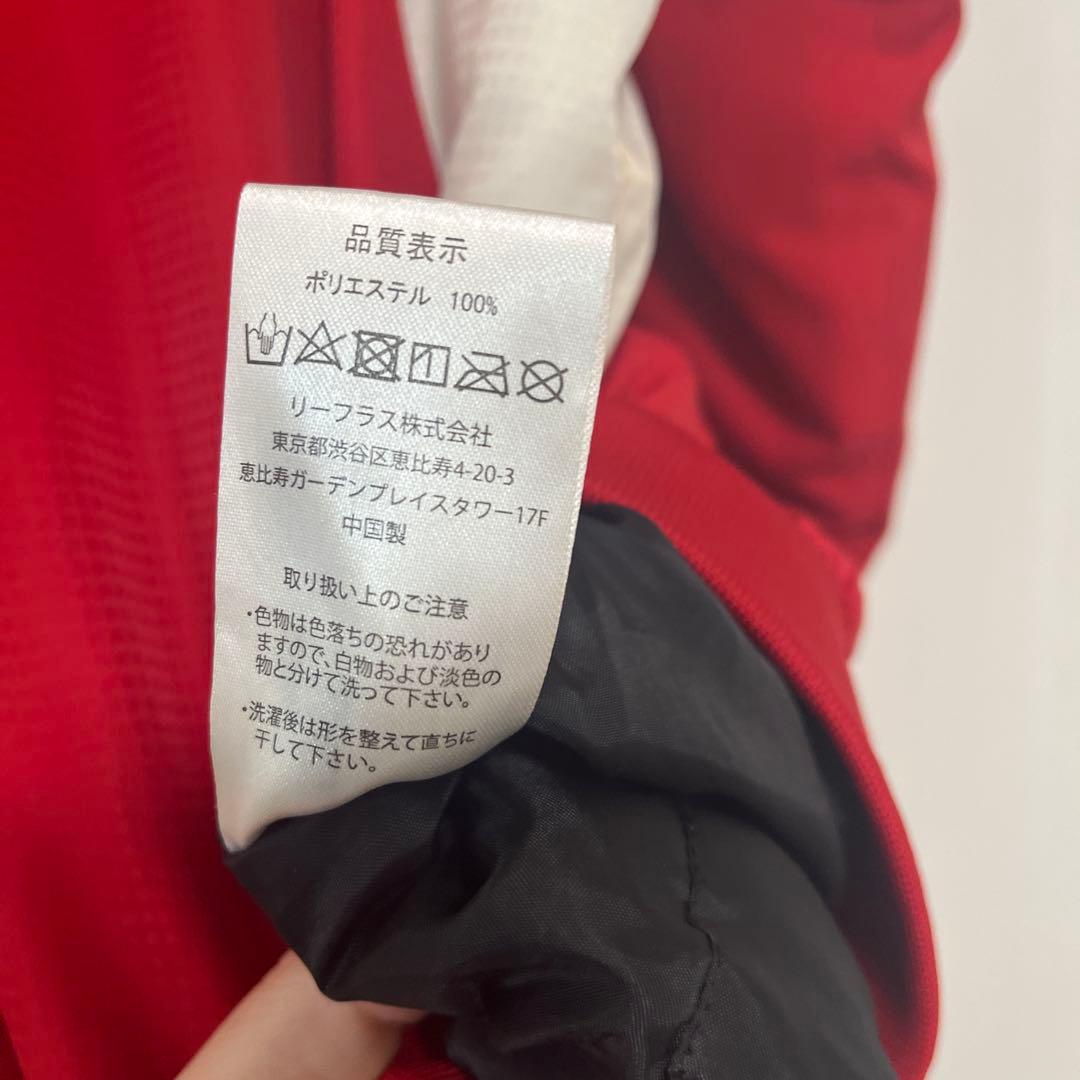 品質表示
ポリエステル 100%
リーフラス株式会社
東京都渋谷区恵比寿4-20-3
恵比寿ガーデンプレイスタワー17F
中国製
取り扱い上のご注意
・色物は色落ちの恐れがあり
ますので、白物および淡色の
物と分けて洗って下さい。
・洗濯後は形を整えて直ちに
干して下さい。